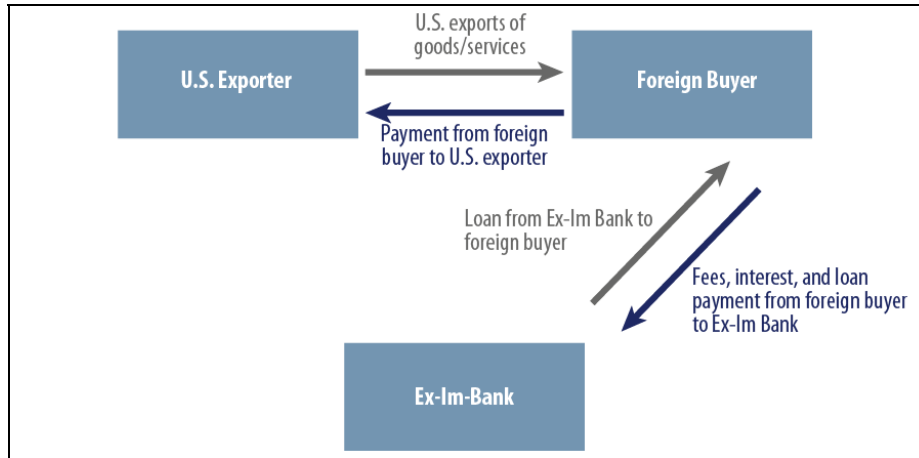 U.S. exports of
goods/services
U.S. Exporter
Foreign Buyer
Payment from foreign
buyer to U.S. exporter
Loan from Ex-Im Bank to
foreign buyer
Fees, interest, and loan
payment from foreign buyer
to Ex-Im Bank
Ex-Im-Bank